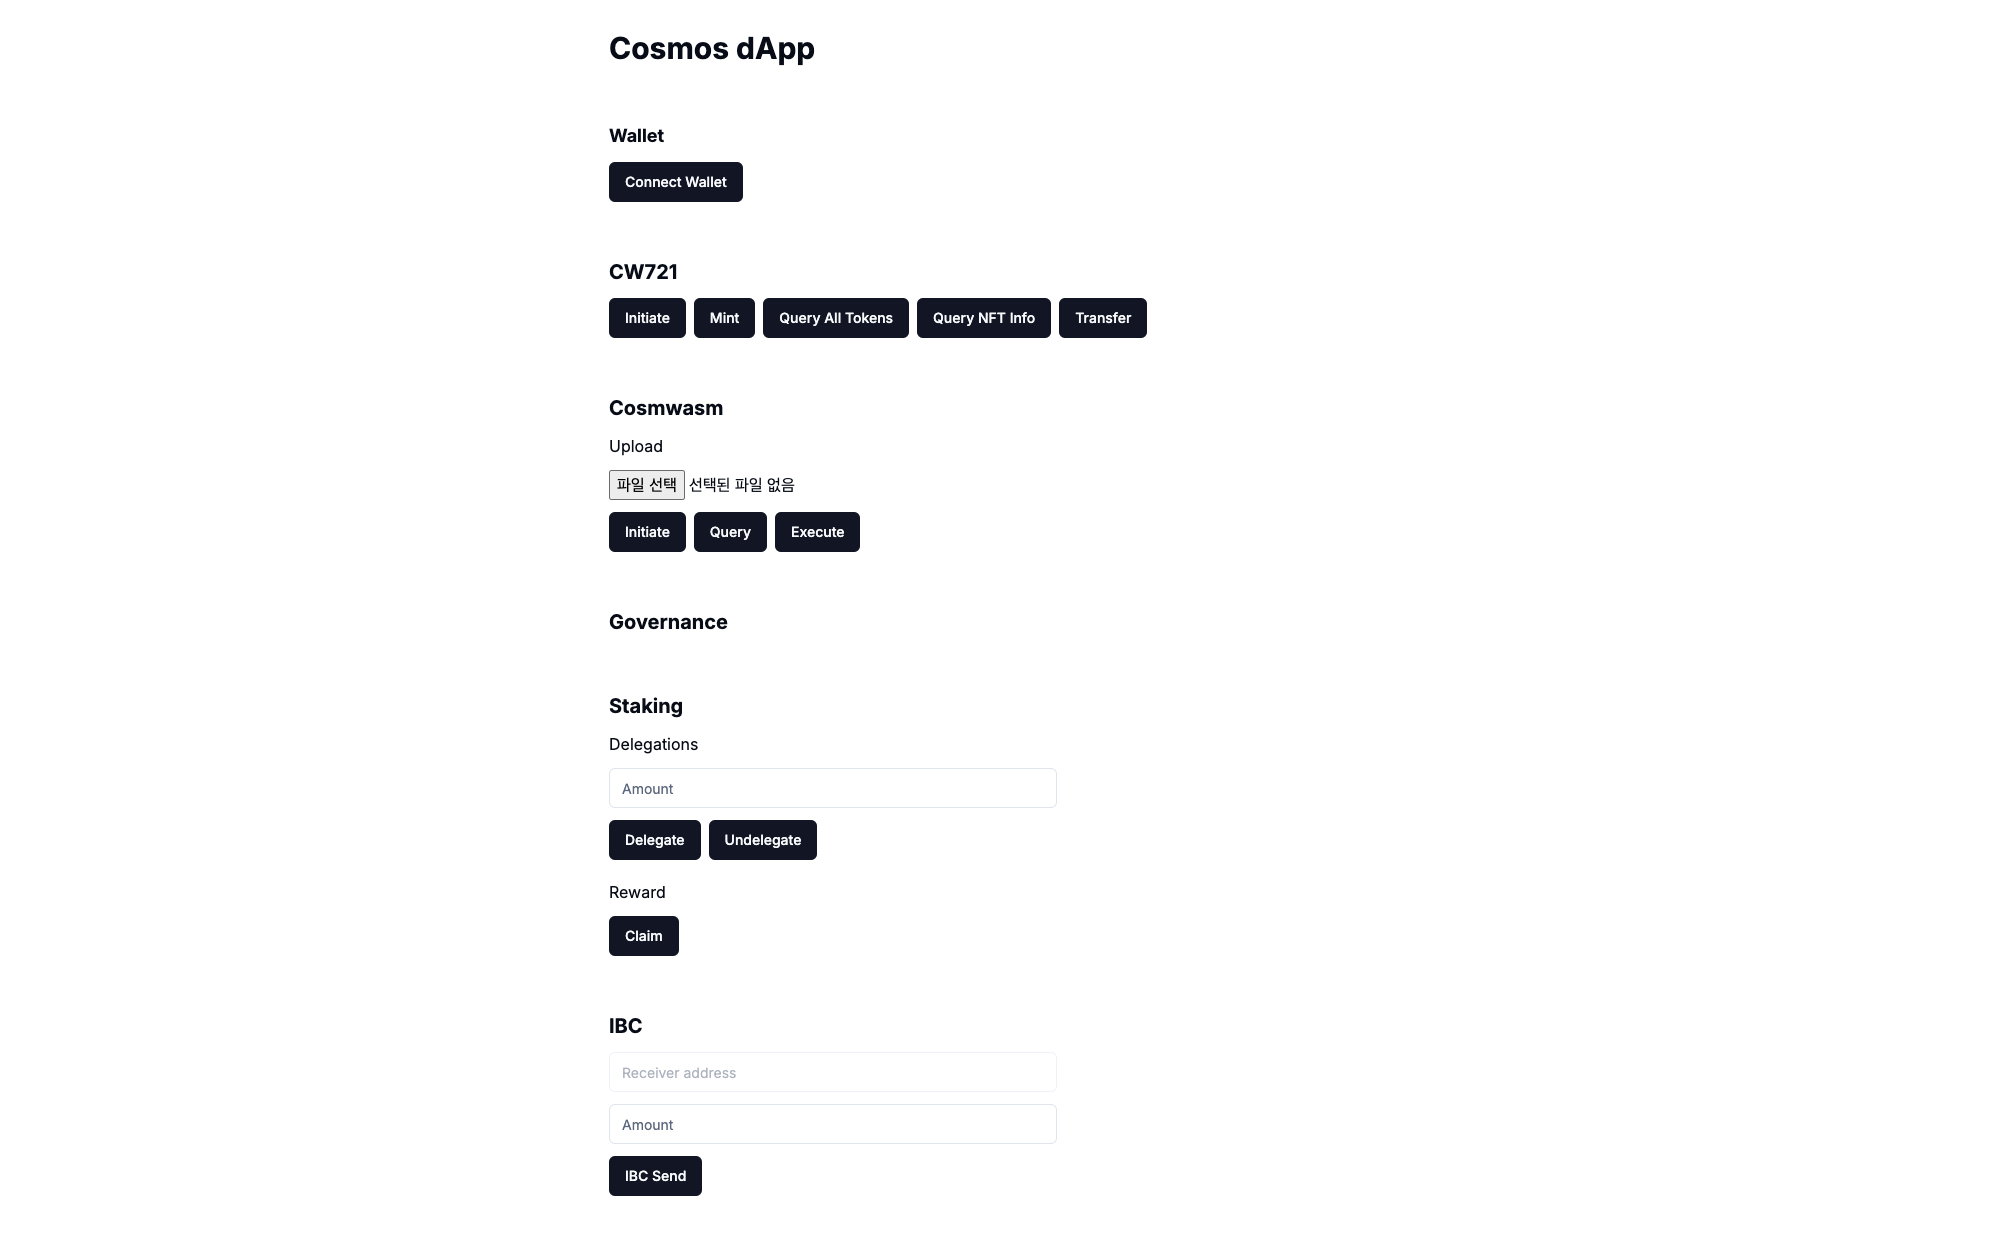 Cosmos dApp
Wallet
Connect Wallet
CW721
Initiate Mint Query All Tokens Query NFT Info Transfer
Cosmwasm
Upload
파일 선택 선택된 파일 없음
Initiate Query Execute
Governance
Staking
Delegations
Amount
Delegate Undelegate
Reward
Claim
IBC
Receiver address
Amount
IBC Send